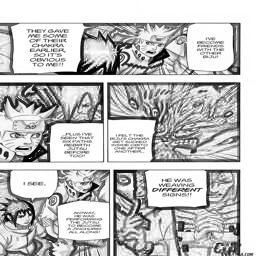 I'VE
BECOME
FRIENDS
WITH THE
OTHER
BIJU!
THEY GAVE
ME SOME
OF THEIR
CHAKRA
EARLIER,
SO IT'S
OBVIOUS
TO ME!!
I FELT THE
BIJU'S CHAKRA
GET SUCKED
INSIDE OBITO
ONE AFTER
ANOTHER...
...PLUS I'VE
SEEN THAT
SIX PATHS
REBIRTH
JUTSU
BEFORE
TOO!
HE WAS
WEAVING
DIFFERENT
SIGNS!!
HE WAS
PERFORMING
THE JUTSU
TO BECOME
A JINCHURIKI
ALL ALONG!
I SEE...